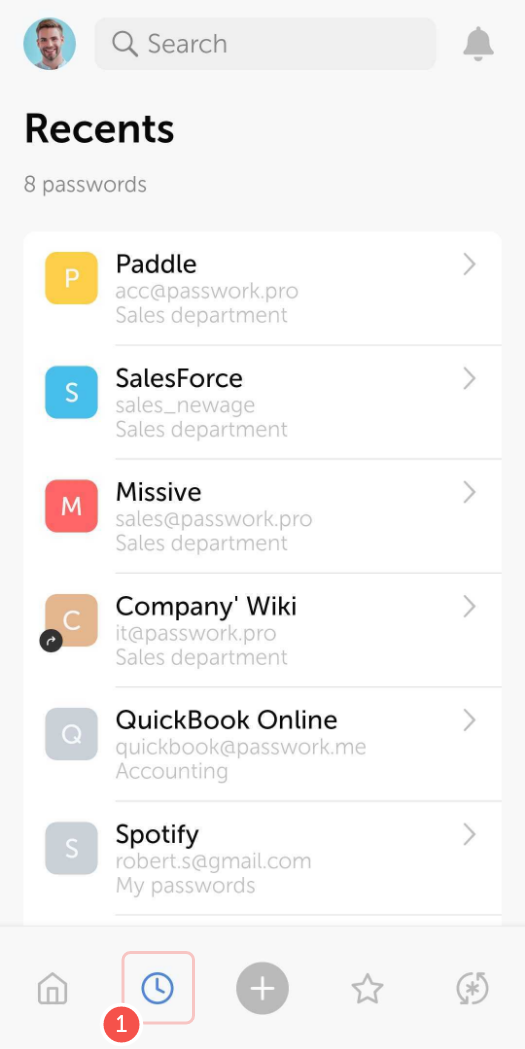 Search
Recents
8 passwords
P
Paddle
acc@passwork.pro
Sales department
S
SalesForce
sales_newage
Sales department
M
Missive
sales@passwork.pro
Sales department
C
Company' Wiki
it@passwork.pro
Sales department
Q
QuickBook Online
quickbook@passwork.me
Accounting
S
Spotify
robert.s@gmail.com
My passwords
1